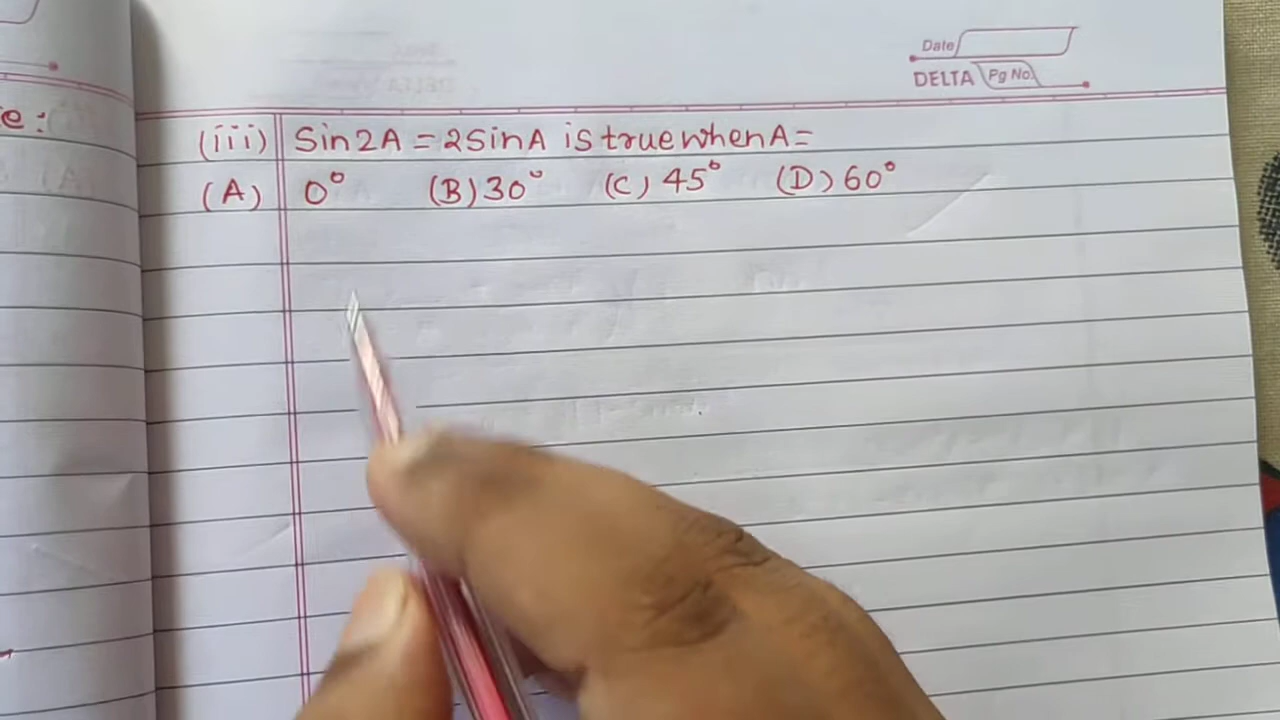 Date
DELTA Pg No.
e:
(iii) Sin2A = 2SinA is true when A=
(A) 0° (B) 30° (C) 45° (D) 60°